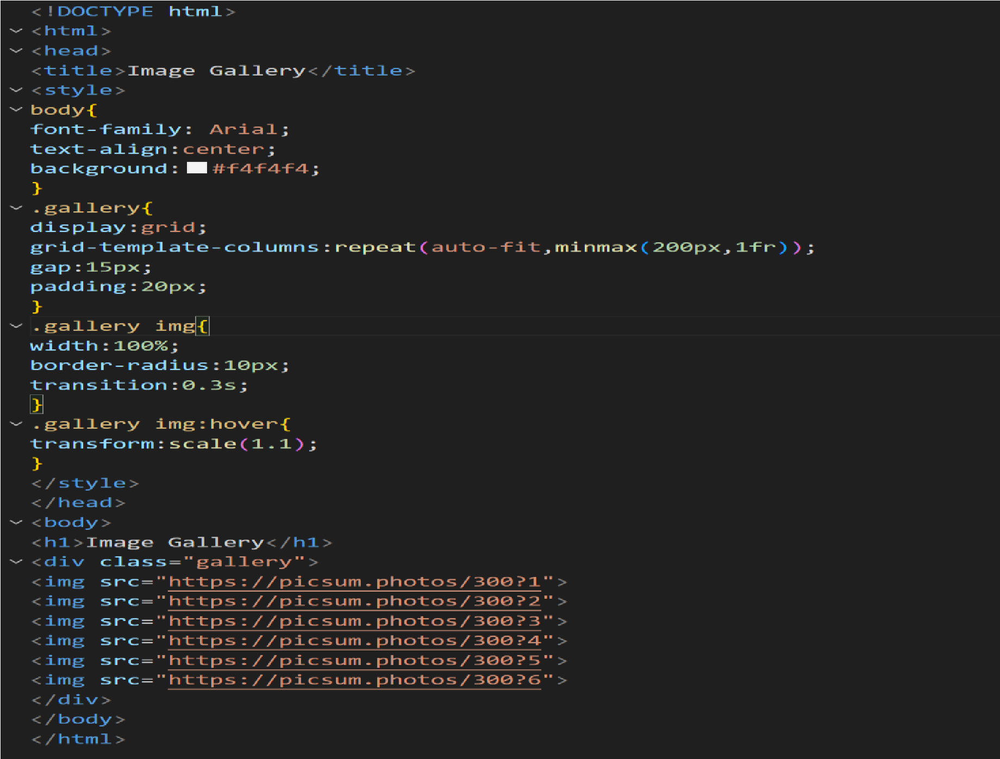 <!DOCTYPE html>
<html>
<head>
<title>Image Gallery</title>
<style>
body{
font-family: Arial;
text-align:center;
background: #f4f4f4;
}
.gallery{
display:grid;
grid-template-columns:repeat(auto-fit,minmax(200px,1fr));
gap:15px;
padding:20px;
}
.gallery img{
width:100%;
border-radius:10px;
transition:0.3s;
}
.gallery img:hover{
transform:scale(1.1);
}
</style>
</head>
<body>
<h1>Image Gallery</h1>
<div class="gallery">
<img src="https://picsum.photos/300?1">
<img src="https://picsum.photos/300?2">
<img src="https://picsum.photos/300?3">
<img src="https://picsum.photos/300?4">
<img src="https://picsum.photos/300?5">
<img src="https://picsum.photos/300?6">
</div>
</body>
</html>